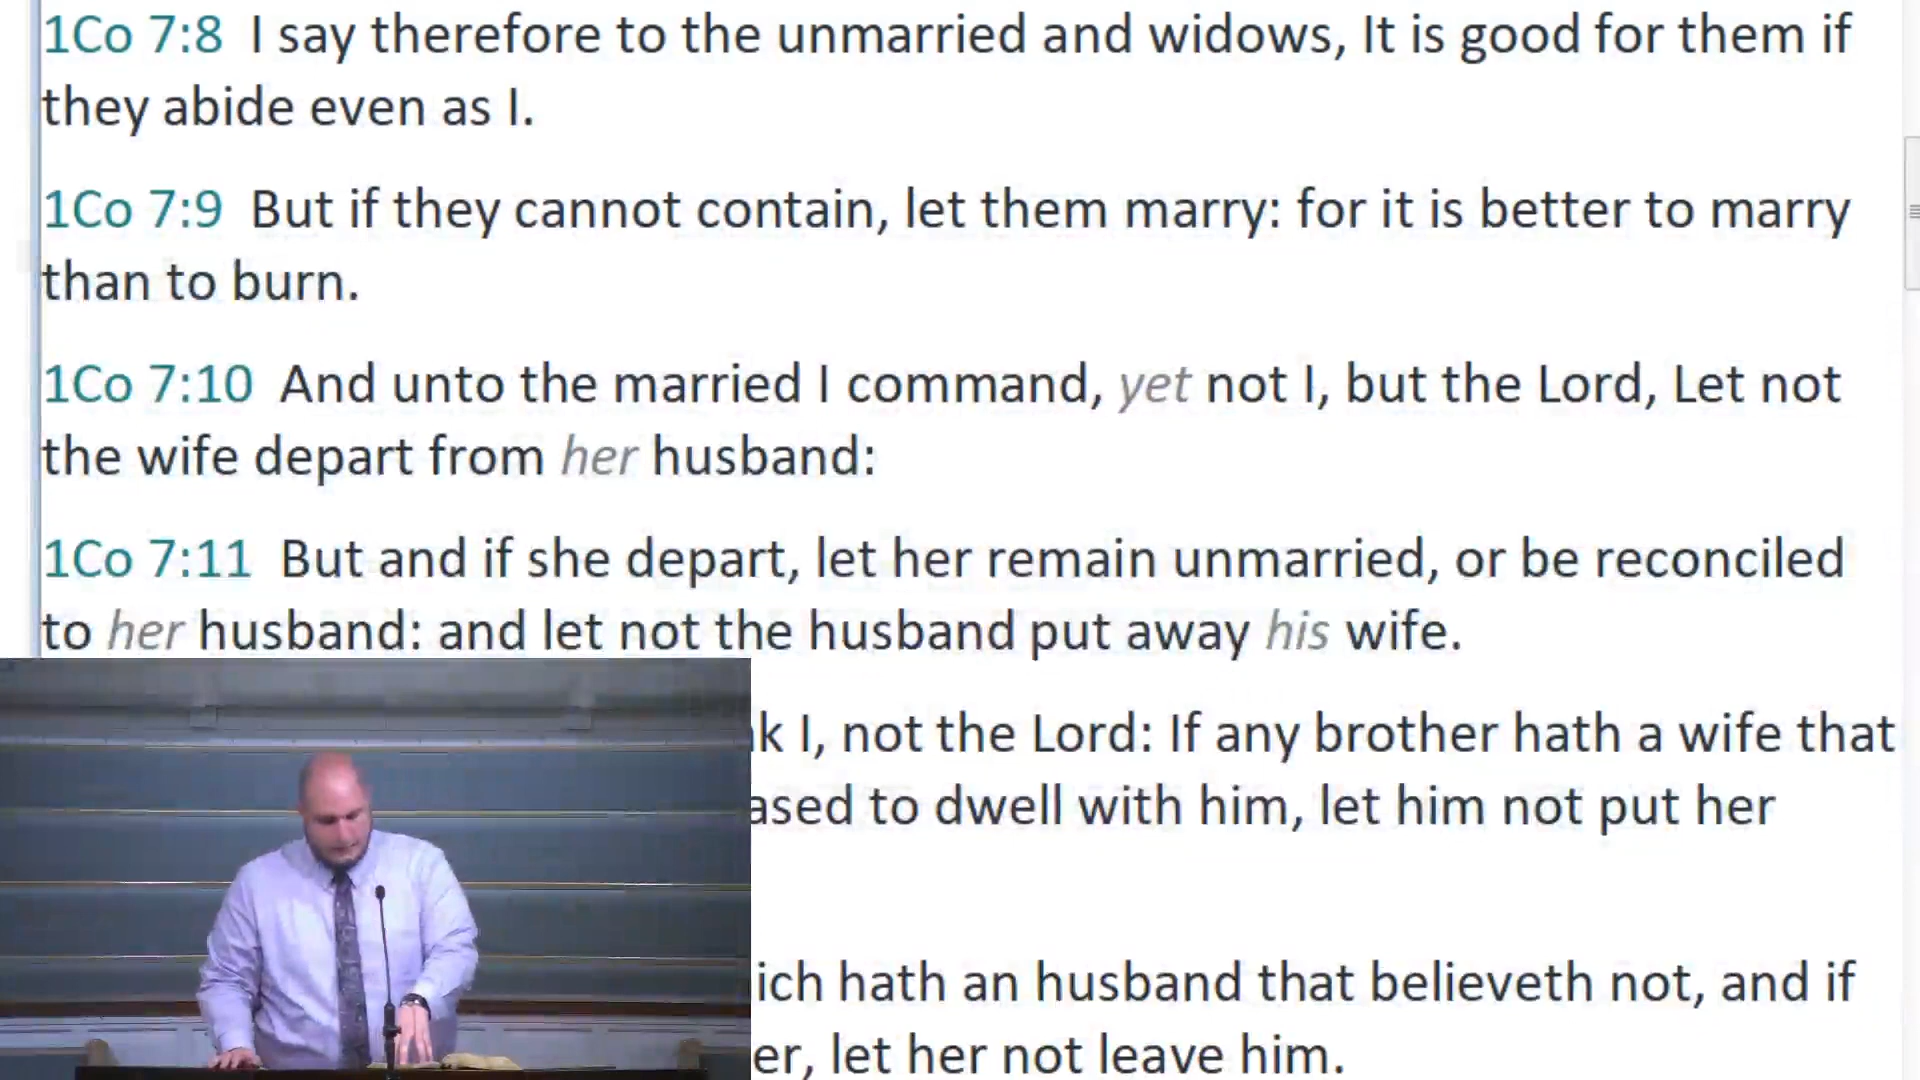 1Co 7:8 I say therefore to the unmarried and widows, It is good for them if
they abide even as I.
1Co 7:9 But if they cannot contain, let them marry: for it is better to marry
than to burn.
1Co 7:10 And unto the married I command, yet not I, but the Lord, Let not
the wife depart from her husband:
1Co 7:11 But and if she depart, let her remain unmarried, or be reconciled
to her husband: and let not the husband put away his wife.
I, not the Lord: If any brother hath a wife that
to dwell with him, let him not put her
hath an husband that believeth not, and if
let her not leave him.